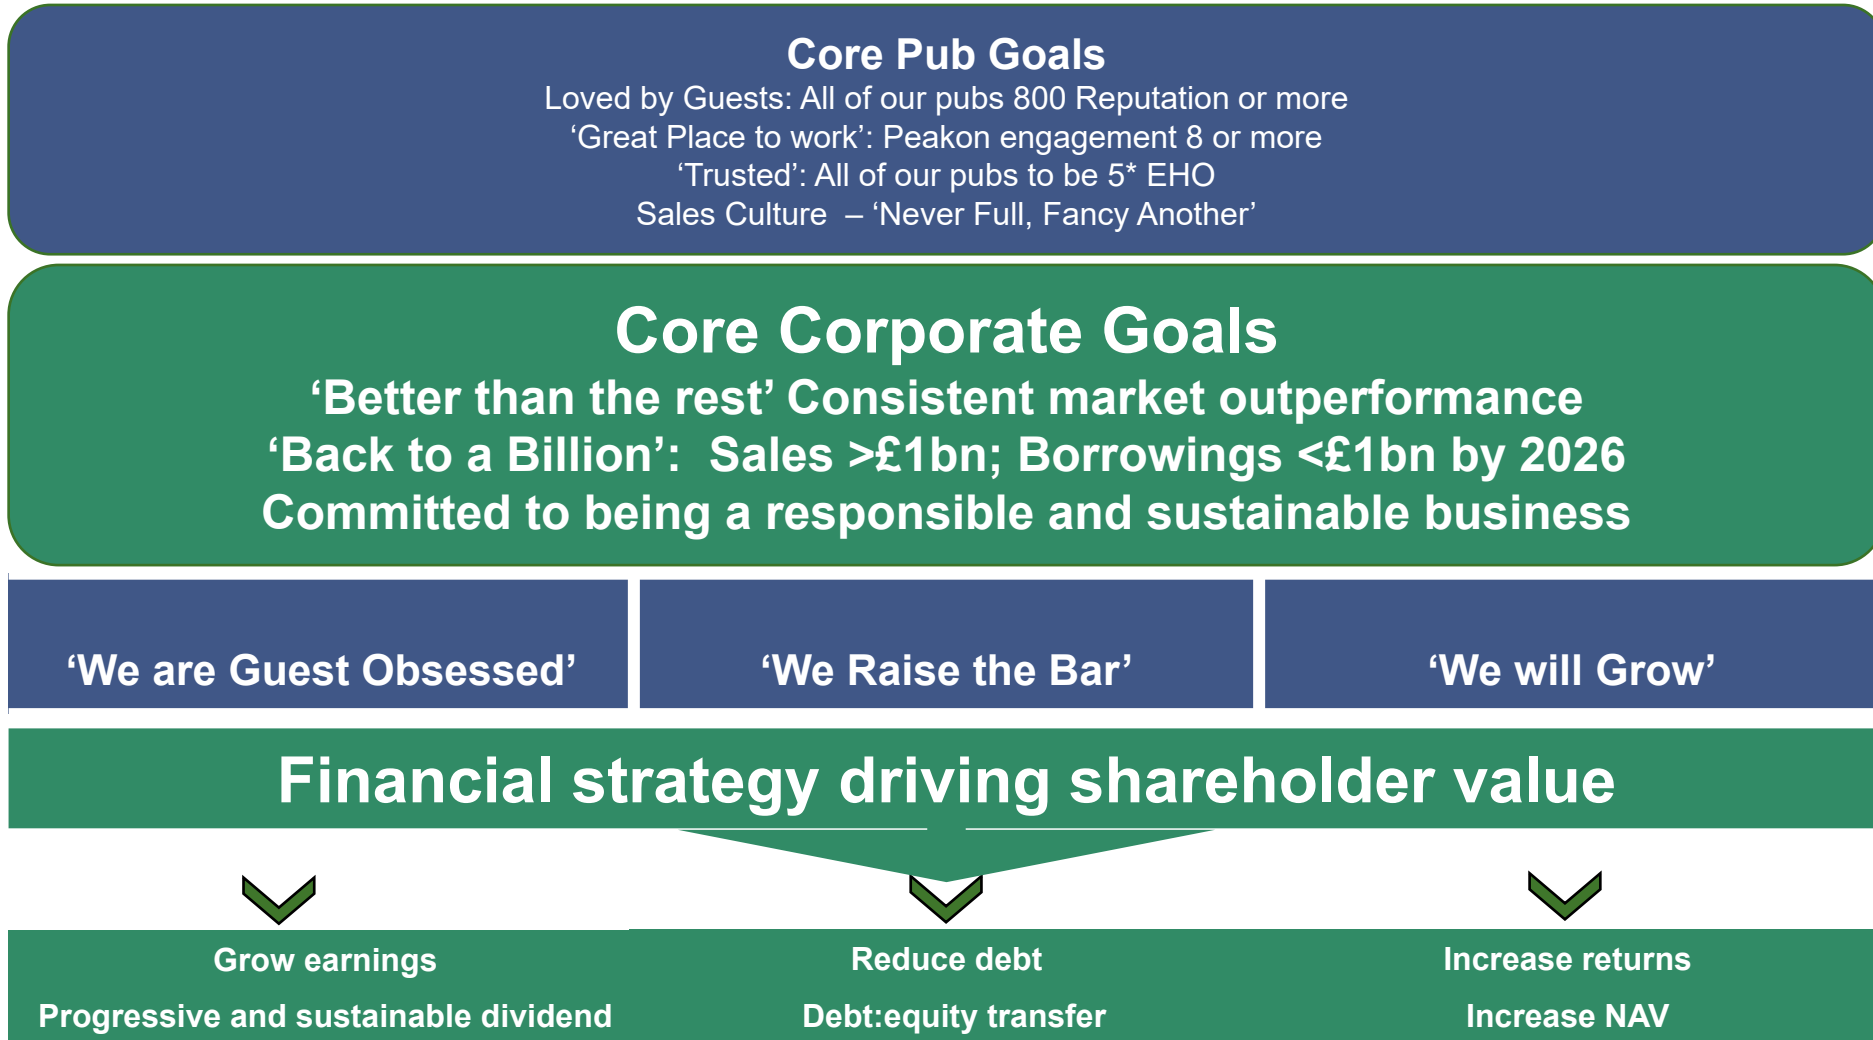 Core Pub Goals
Loved by Guests: All of our pubs 800 Reputation or more
‘Great Place to work’: Peakon engagement 8 or more
‘Trusted’: All of our pubs to be 5* EHO
Sales Culture – ‘Never Full, Fancy Another’
Core Corporate Goals
‘Better than the rest’ Consistent market outperformance
‘Back to a Billion’: Sales >£1bn; Borrowings <£1bn by 2026
Committed to being a responsible and sustainable business
‘We are Guest Obsessed’
‘We Raise the Bar’
‘We will Grow’
Financial strategy driving shareholder value
Grow earnings
Progressive and sustainable dividend
Reduce debt
Debt:equity transfer
Increase returns
Increase NAV